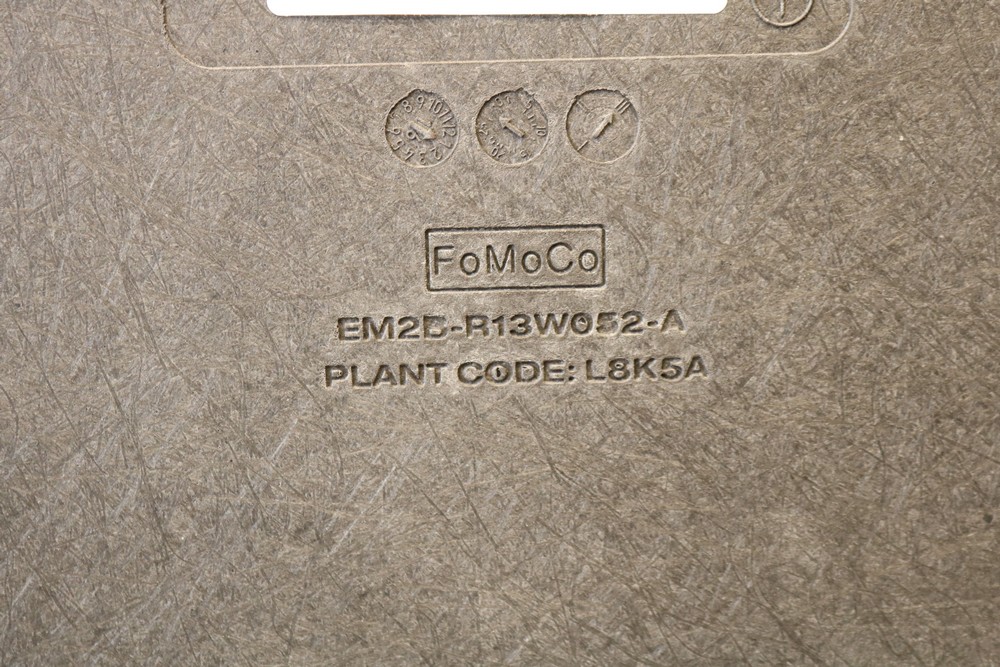 FoMoCo
EM2B-R13W052-A
PLANT CODE: L8K5A